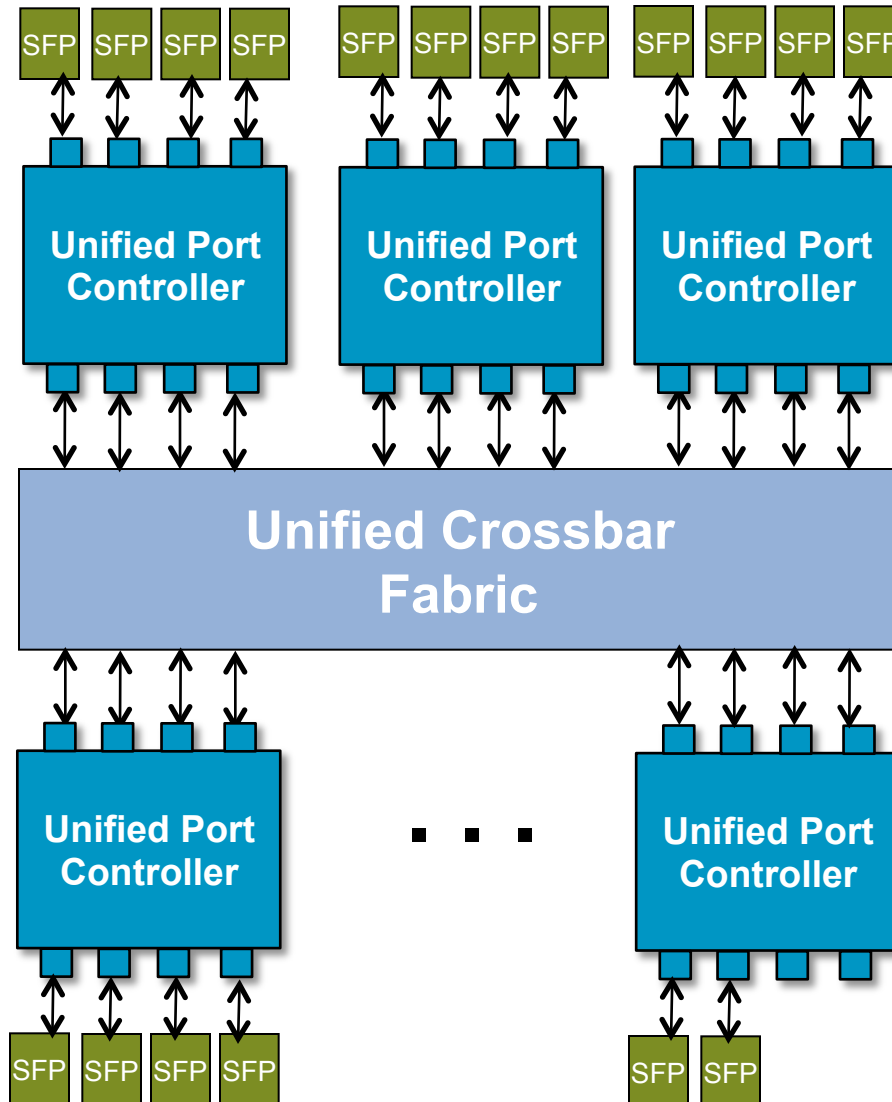 SFP SFP SFP SFP SFP SFP SFP SFP SFP SFP SFP SFP
Unified Port
Controller
Unified Port
Controller
Unified Port
Controller
Unified Crossbar
Fabric
Unified Port
Controller
. . .
Unified Port
Controller
SFP SFP SFP SFP SFP SFP